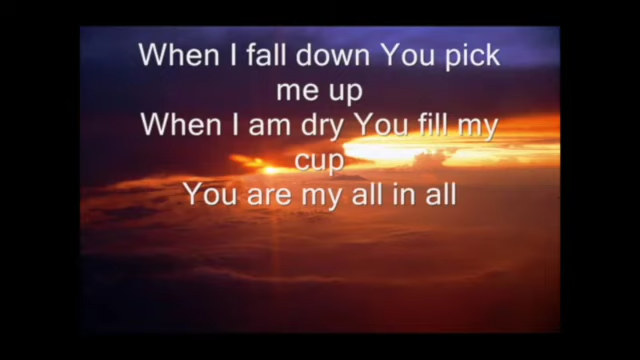 When I fall down You pick
me up
When I am dry You fill my
cup
You are my all in all